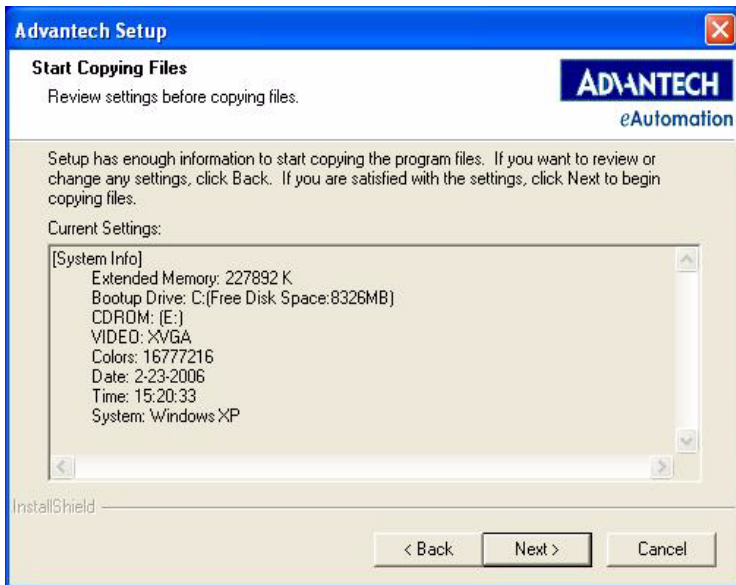 Advantech Setup
Start Copying Files
Review settings before copying files.
ADVANTECH
eAutomation
Setup has enough information to start copying the program files. If you want to review or
change any settings, click Back. If you are satisfied with the settings, click Next to begin
copying files.
Current Settings:
[System Info]
Extended Memory: 227892 K
Bootup Drive: C:(Free Disk Space:8326MB)
CDROM: (E:)
VIDEO: XVGA
Colors: 16777216
Date: 2-23-2006
Time: 15:20:33
System: Windows XP
InstallShield
< Back
Next >
Cancel